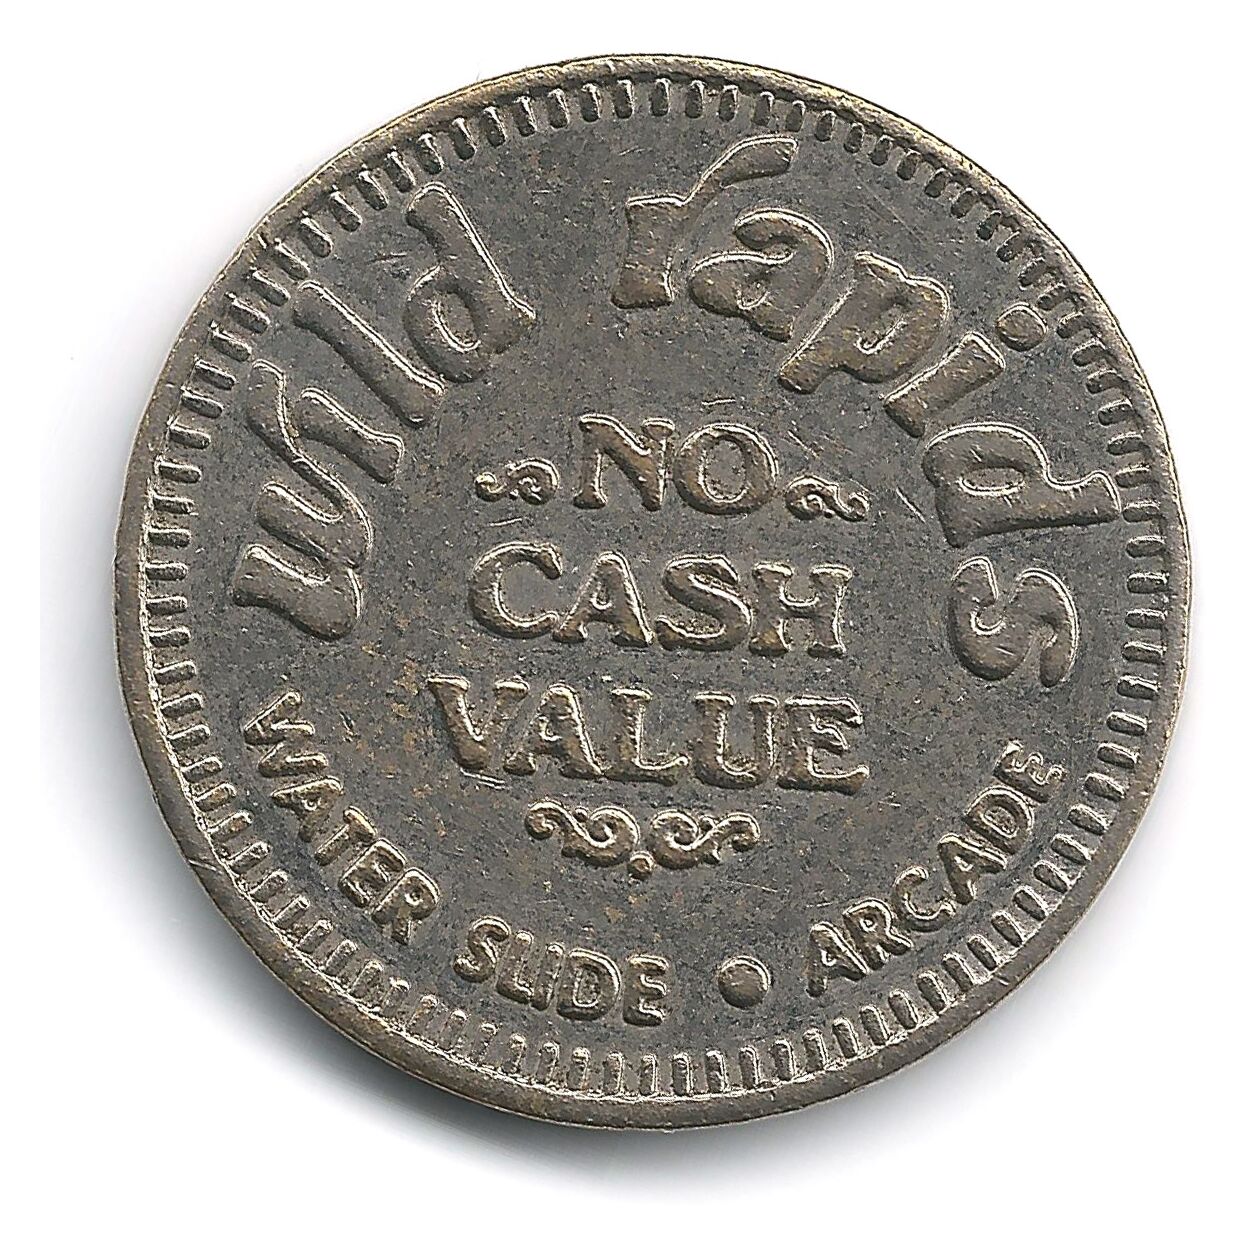 wild rapids
NO
CASH
VALUE
WATER SLIDE • ARCADE